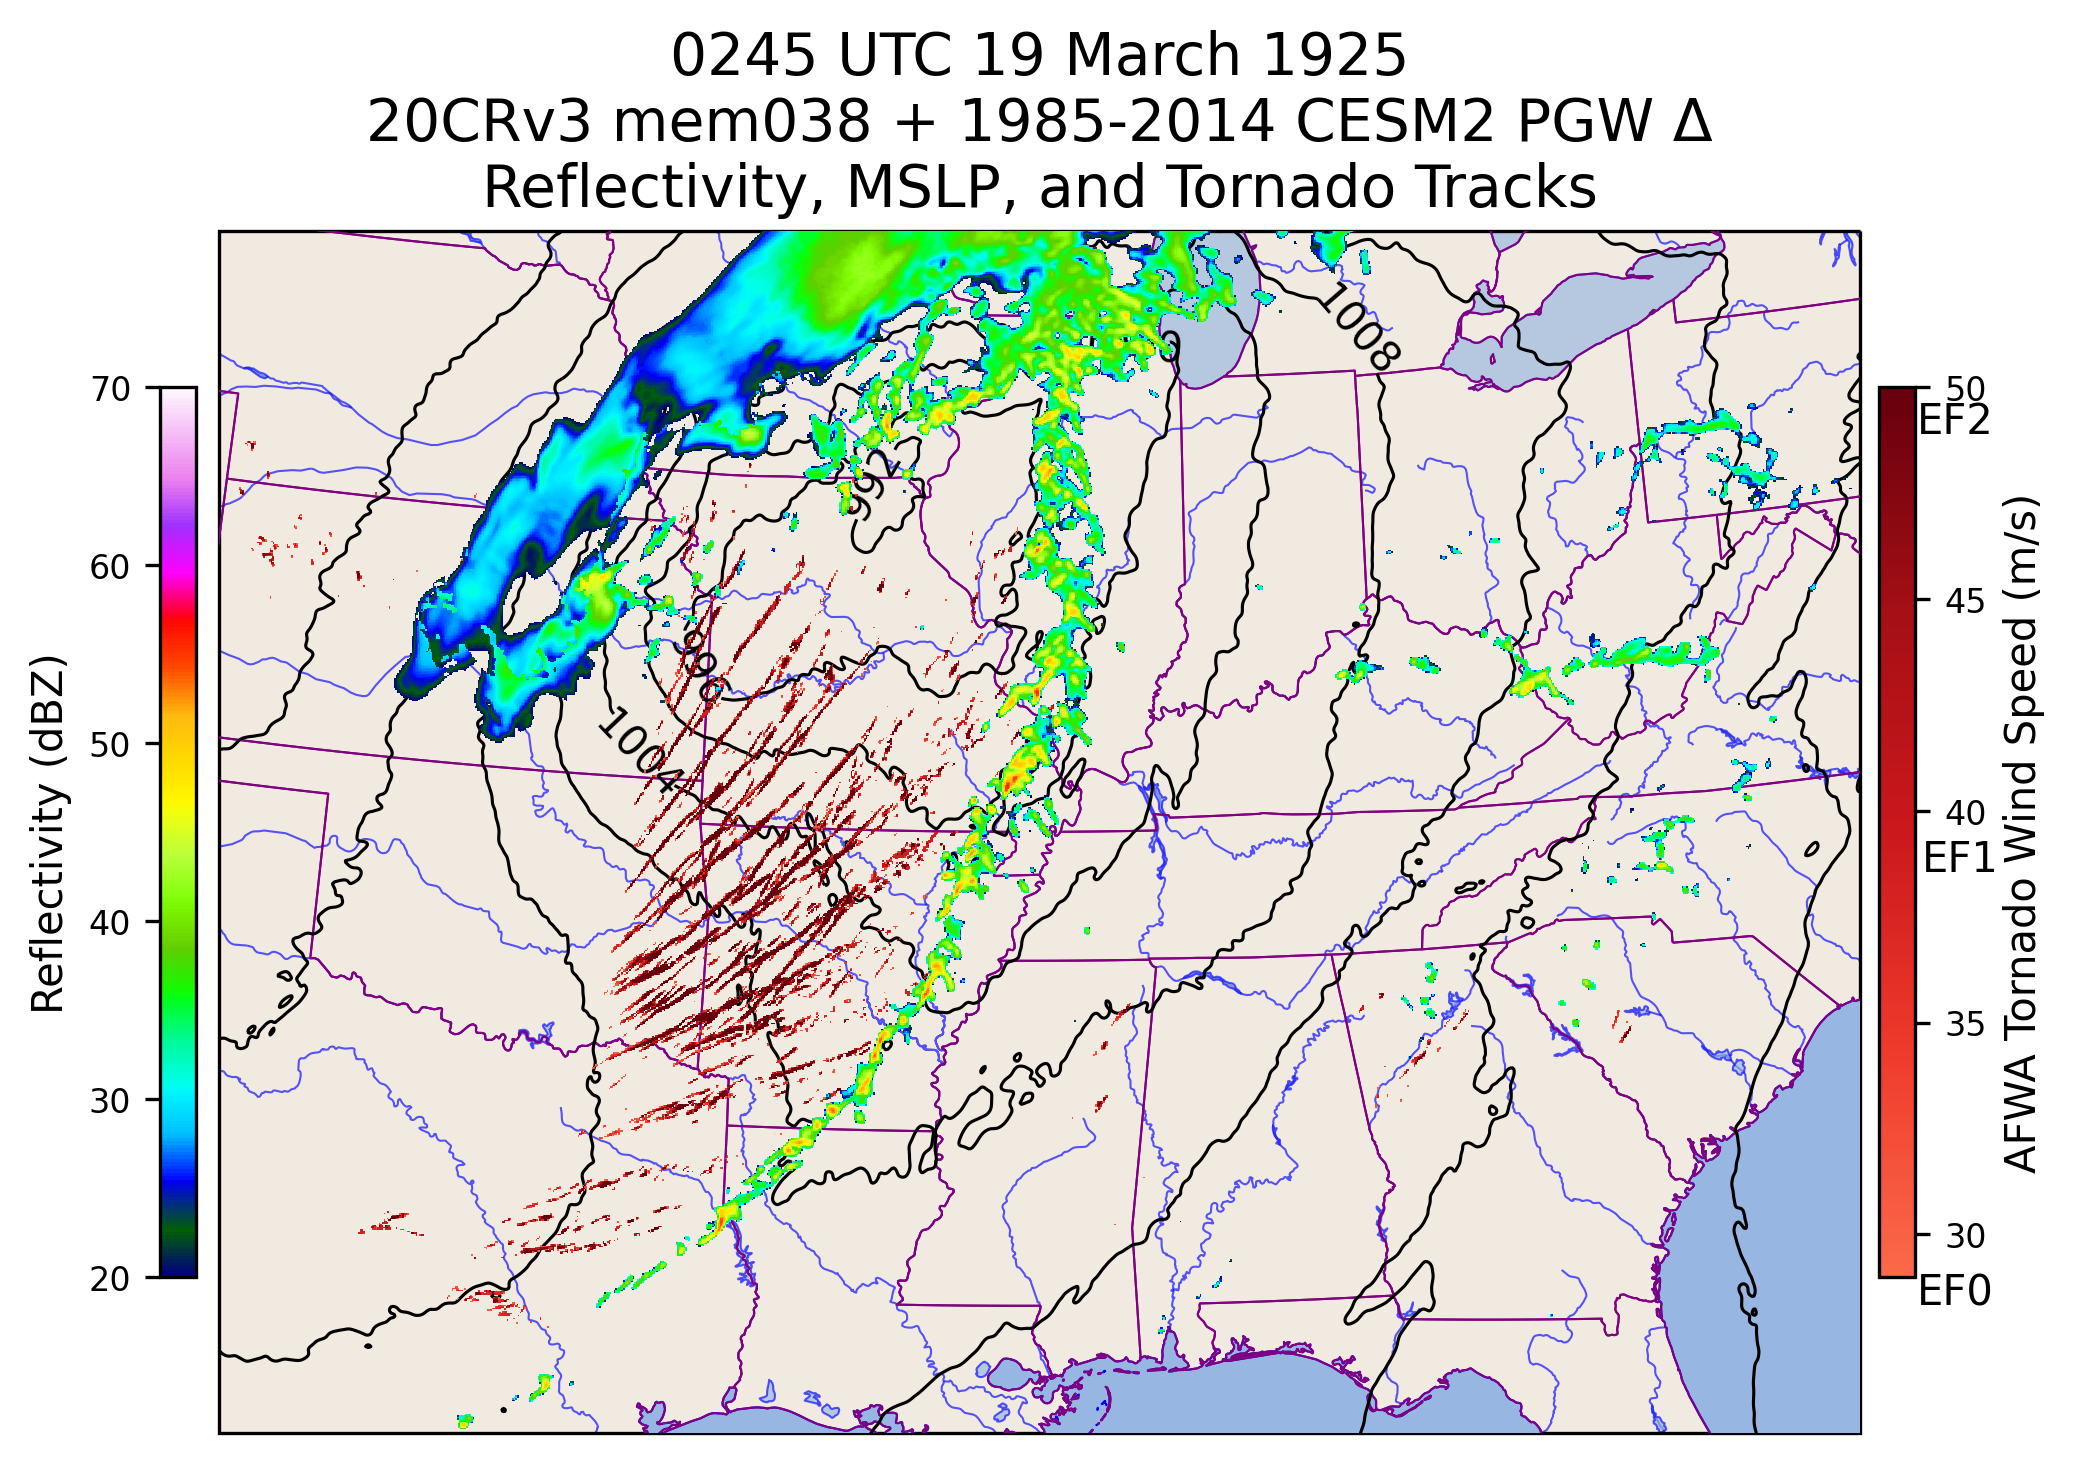 0245 UTC 19 March 1925
20CRv3 mem038 + 1985-2014 CESM2 PGW Δ
Reflectivity, MSLP, and Tornado Tracks
Reflectivity (dBZ)
70
60
50
40
30
20
1008
992
996
1004
50
EF2
45
40
EF1
35
30
EF0
AFWA Tornado Wind Speed (m/s)